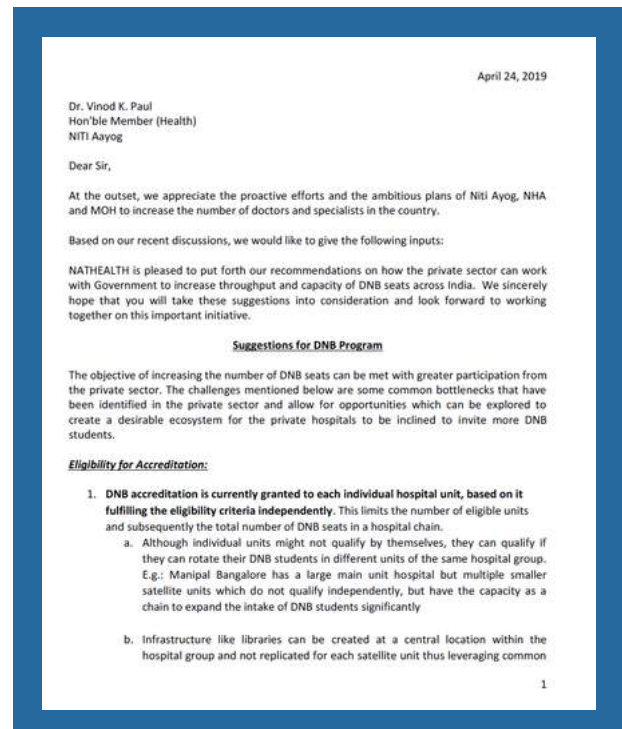 April 24, 2019
Dr. Vinod K. Paul
Hon'ble Member (Health)
NITI Aayog
Dear Sir,
At the outset, we appreciate the proactive efforts and the ambitious plans of Niti Ayog, NHA
and MOH to increase the number of doctors and specialists in the country.
Based on our recent discussions, we would like to give the following inputs:
NATHEALTH is pleased to put forth our recommendations on how the private sector can work
with Government to increase throughput and capacity of DNB seats across India. We sincerely
hope that you will take these suggestions into consideration and look forward to working
together on this important initiative.
Suggestions for DNB Program
The objective of increasing the number of DNB seats can be met with greater participation from
the private sector. The challenges mentioned below are some common bottlenecks that have
been identified in the private sector and allow for opportunities which can be explored to
create a desirable ecosystem for the private hospitals to be inclined to invite more DNB
students.
Eligibility for Accreditation:
1. DNB accreditation is currently granted to each individual hospital unit, based on it
fulfilling the eligibility criteria independently. This limits the number of eligible units
and subsequently the total number of DNB seats in a hospital chain.
a. Although individual units might not qualify by themselves, they can qualify if
they can rotate their DNB students in different units of the same hospital group.
E.g.: Manipal Bangalore has a large main unit hospital but multiple smaller
satellite units which do not qualify independently, but have the capacity as a
chain to expand the intake of DNB students significantly
b. Infrastructure like libraries can be created at a central location within the
hospital group and not replicated for each satellite unit thus leveraging common
1